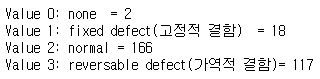 Value 0: none  = 2
Value 1: fixed defect(고정적 결함)  = 18
Value 2: normal = 166
Value 3: reversable defect(가역적 결함)= 117